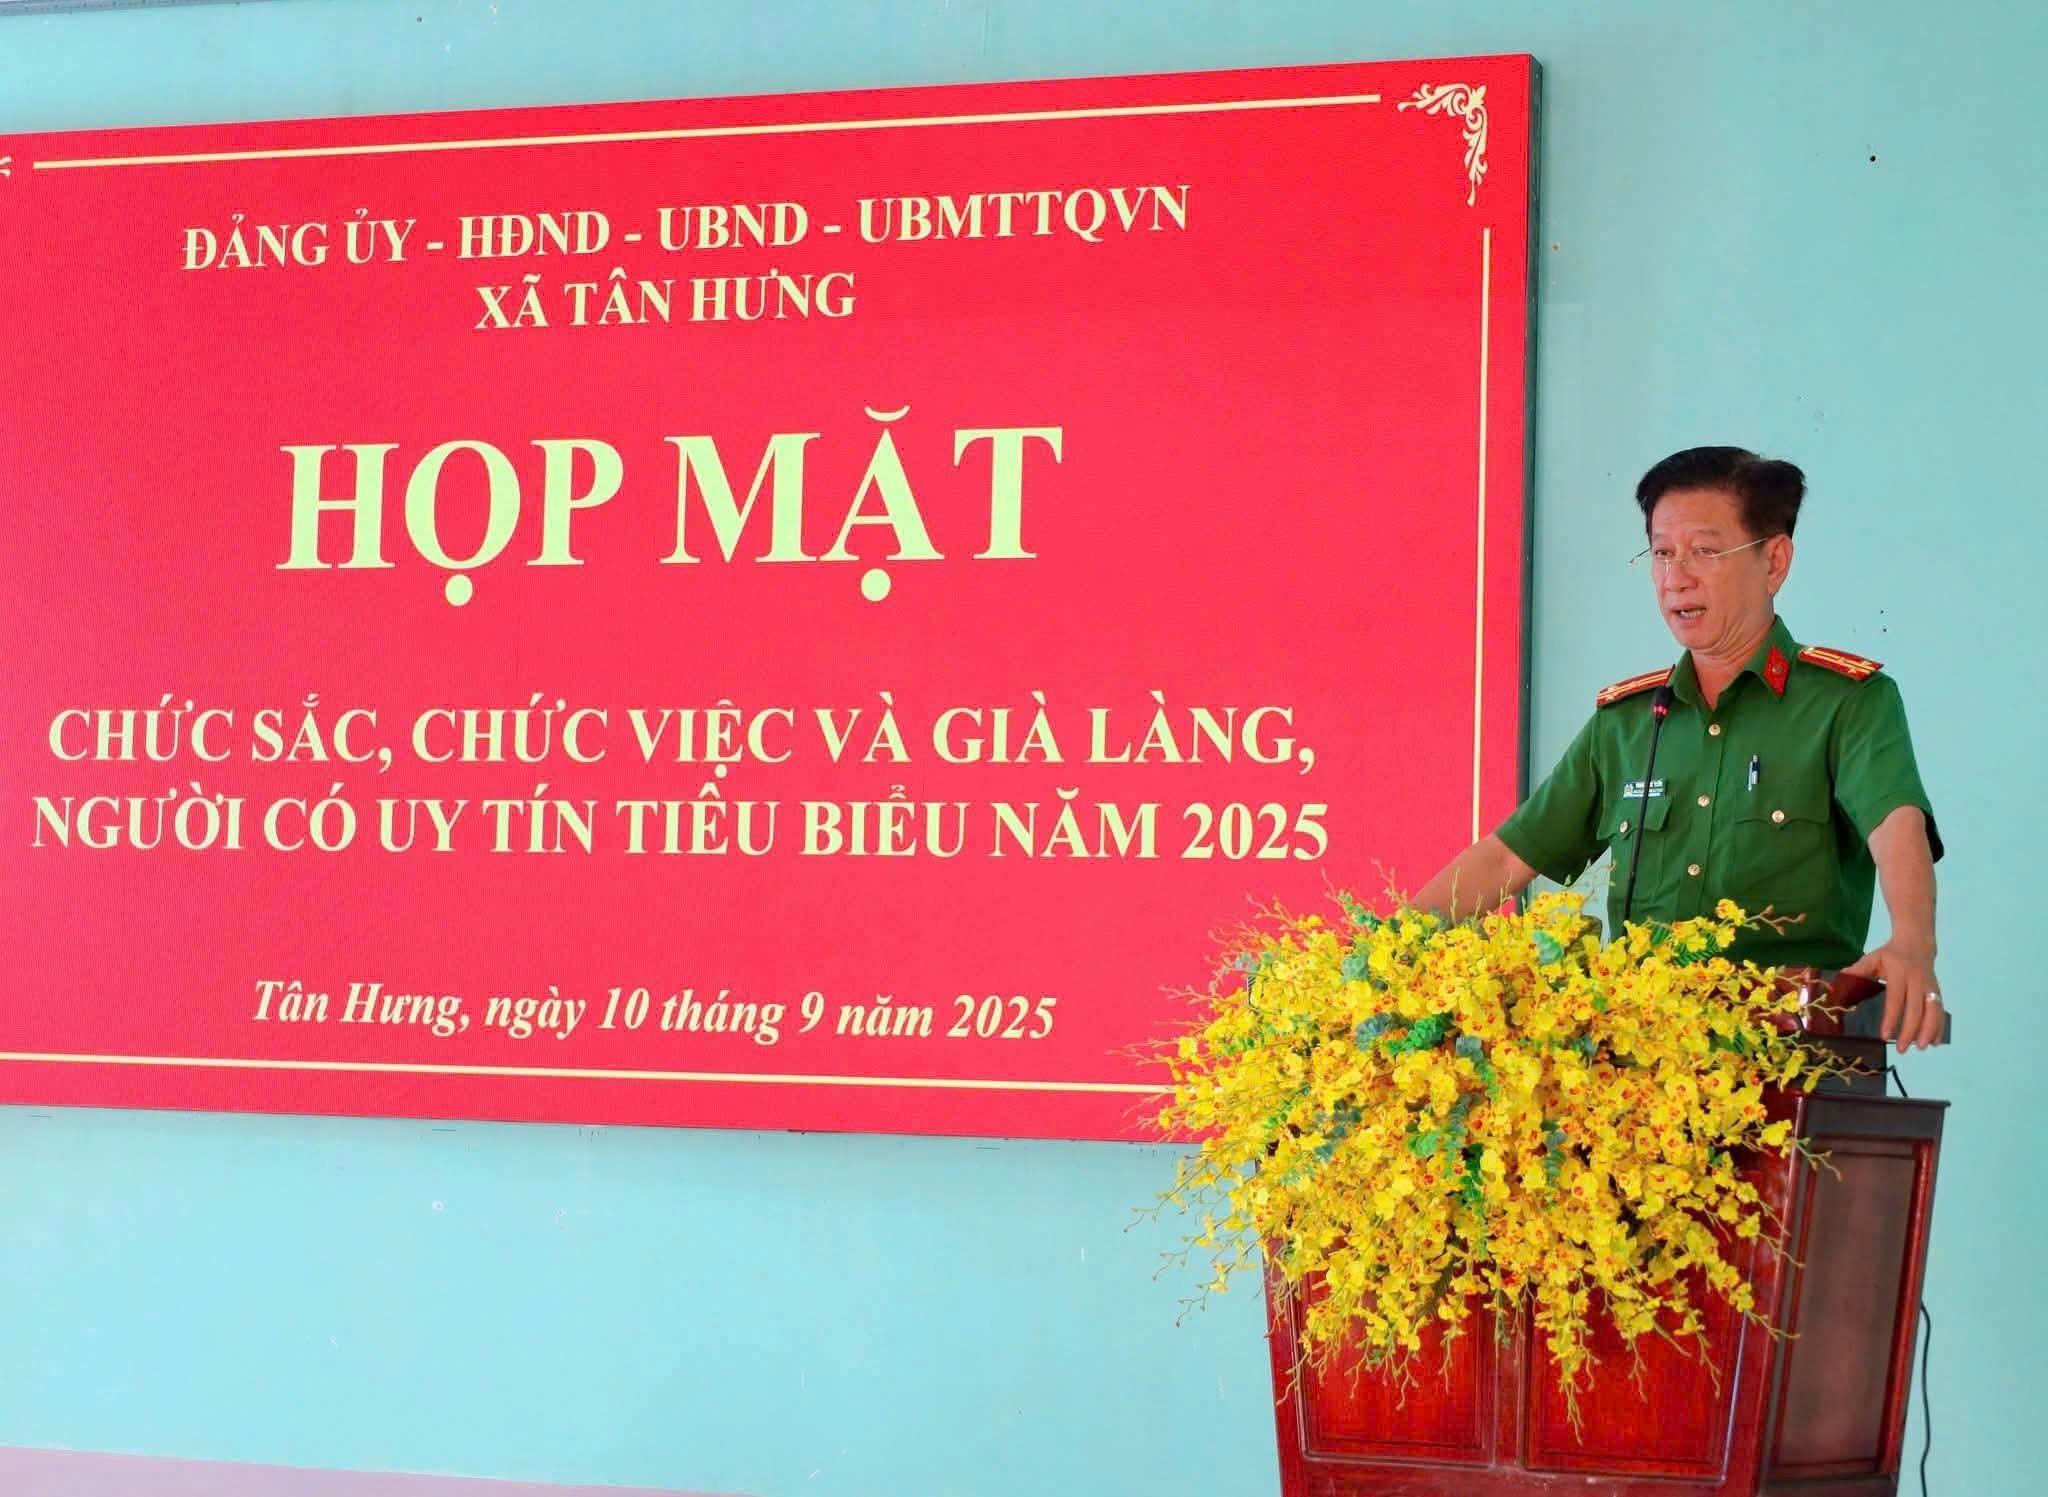 ĐẢNG ỦY - HĐND - UBND - UBMTTQVN
XÃ TÂN HƯNG
HỌP MẶT
CHỨC SẮC, CHỨC VIỆC VÀ GIÀ LÀNG,
NGƯỜI CÓ UY TÍN TIÊU BIỂU NĂM 2025
Tân Hưng, ngày 10 tháng 9 năm 2025